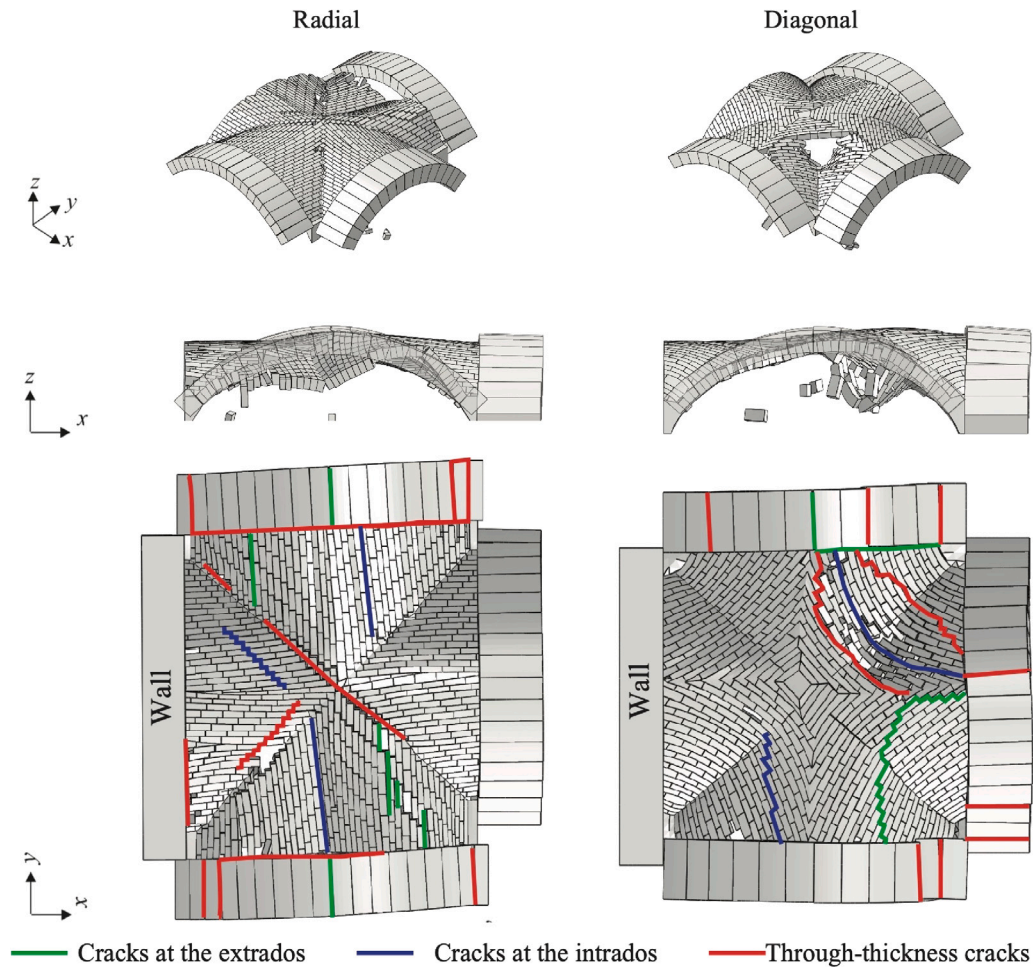 Radial
Diagonal
z
y
x
z
x
Wall
Wall
y
x
Cracks at the extrados
Cracks at the intrados
Through-thickness cracks